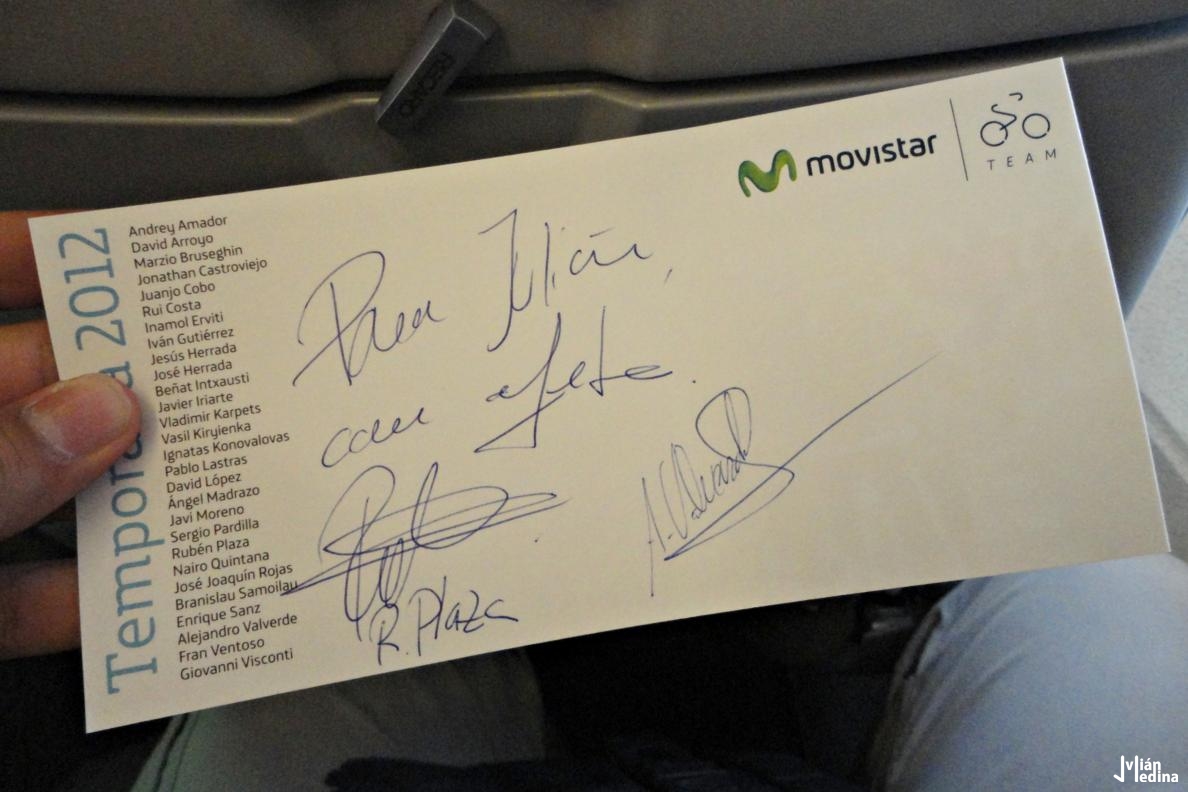 RECARO
movistar
TEAM
Temporada 2012
Andrey Amador
David Arroyo
Marzio Bruseghin
Jonathan Castroviejo
Juanjo Cobo
Rui Costa
Inamol Erviti
Iván Gutiérrez
Jesús Herrada
José Herrada
Beñat Intxausti
Javier Iriarte
Vladimir Karpets
Vasil Kiryienka
Ignatas Konovalovas
Pablo Lastras
David López
Ángel Madrazo
Javi Moreno
Sergio Pardilla
Rubén Plaza
Nairo Quintana
José Joaquín Rojas
Branislau Samoilau
Enrique Sanz
Alejandro Valverde
Fran Ventoso
Giovanni Visconti
Para Julián,
con afecto.
R. Plaza
A. Valverde
Julián
Medina